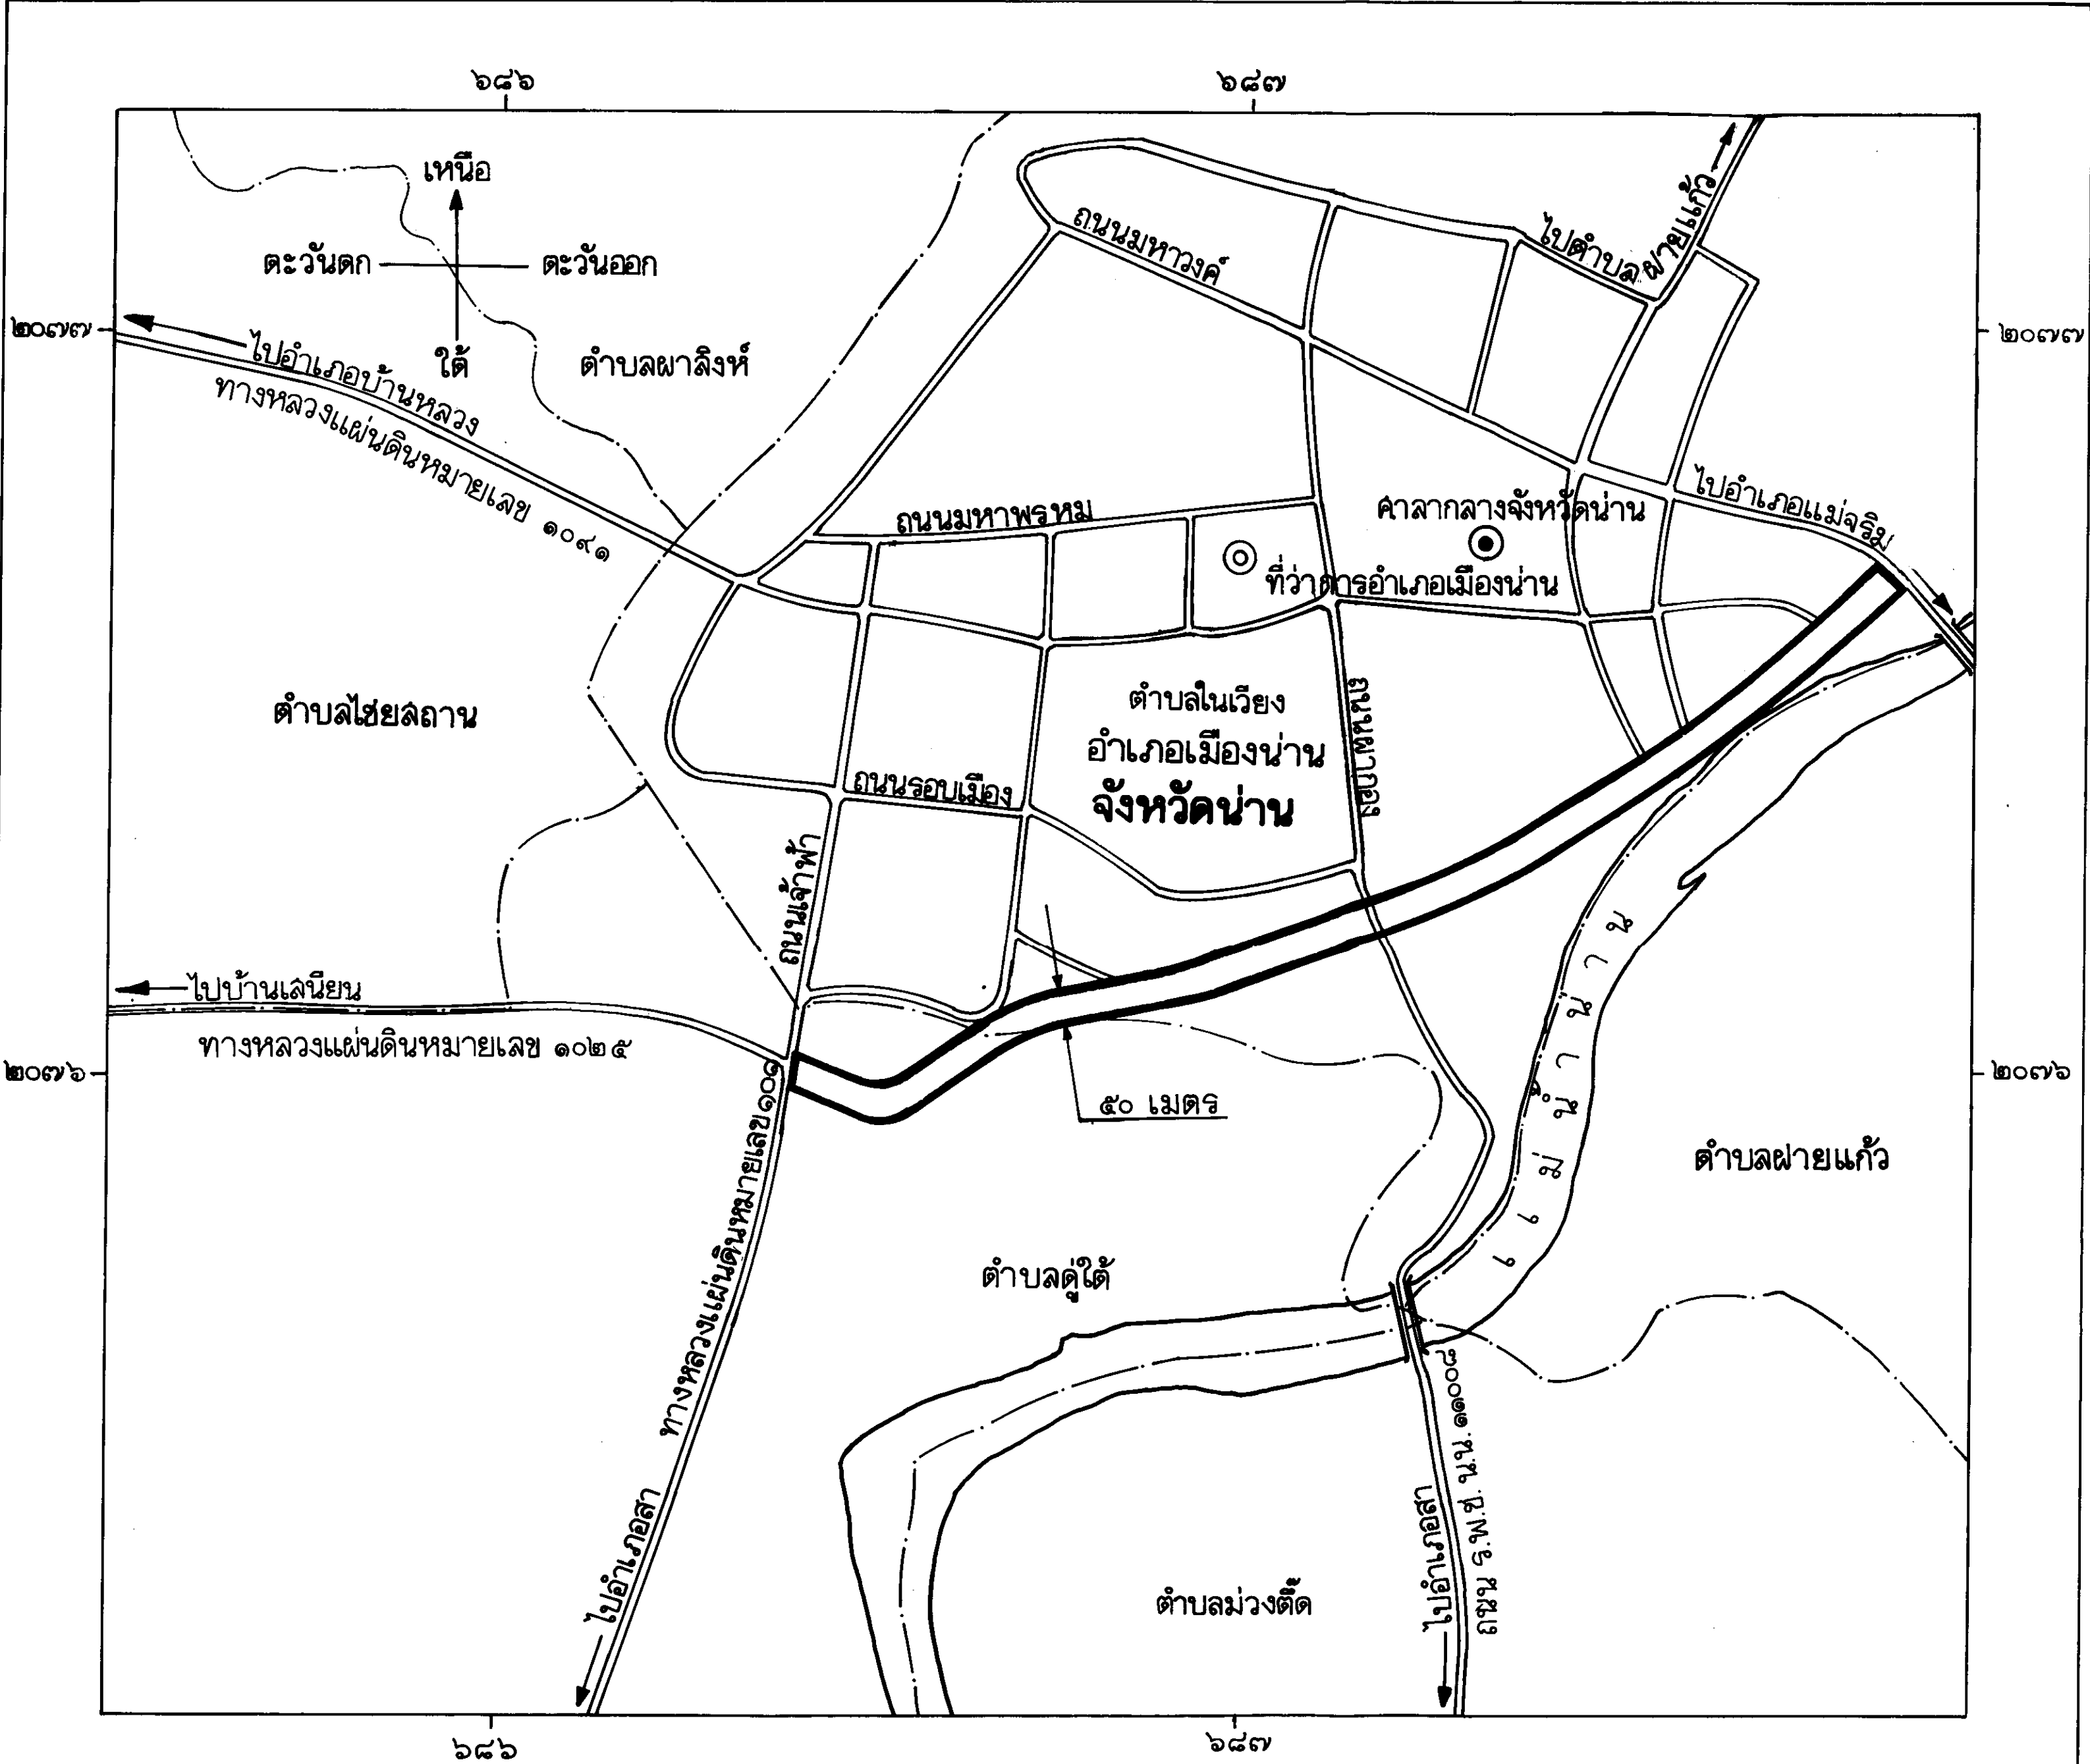 ๖๘๖
๖๘๗
เหนือ
ตะวันตก
ตะวันออก
ใต้
ถนนมหาวงค์
ไปตำบลฝายแก้ว
๒๐๗๗
๒๐๗๗
ไปอำเภอบ้านหลวง
ทางหลวงแผ่นดินหมายเลข ๑๐๙๑
ตำบลผาสิงห์
ถนนมหาพรหม
ศาลากลางจังหวัดน่าน
ไปอำเภอแม่จริม
ที่ว่าการอำเภอเมืองน่าน
ตำบลไชยสถาน
ตำบลในเวียง
อำเภอเมืองน่าน
จังหวัดน่าน
ถนนผากอง
ถนนรอบเมือง
ถนนเจ้าฟ้า
แม่น้ำน่าน
ไปบ้านเสนียน
ทางหลวงแผ่นดินหมายเลข ๑๐๒๕
๒๐๗๖
๒๐๗๖
๕๐ เมตร
ทางหลวงแผ่นดินหมายเลข ๑๐๑
ตำบลฝายแก้ว
ตำบลดู่ใต้
ไปอำเภอสา
ไปอำเภอสา
ถนน ร.พ.ช. น.น.
ตำบลม่วงตึ๊ด
๖๘๖
๖๘๗